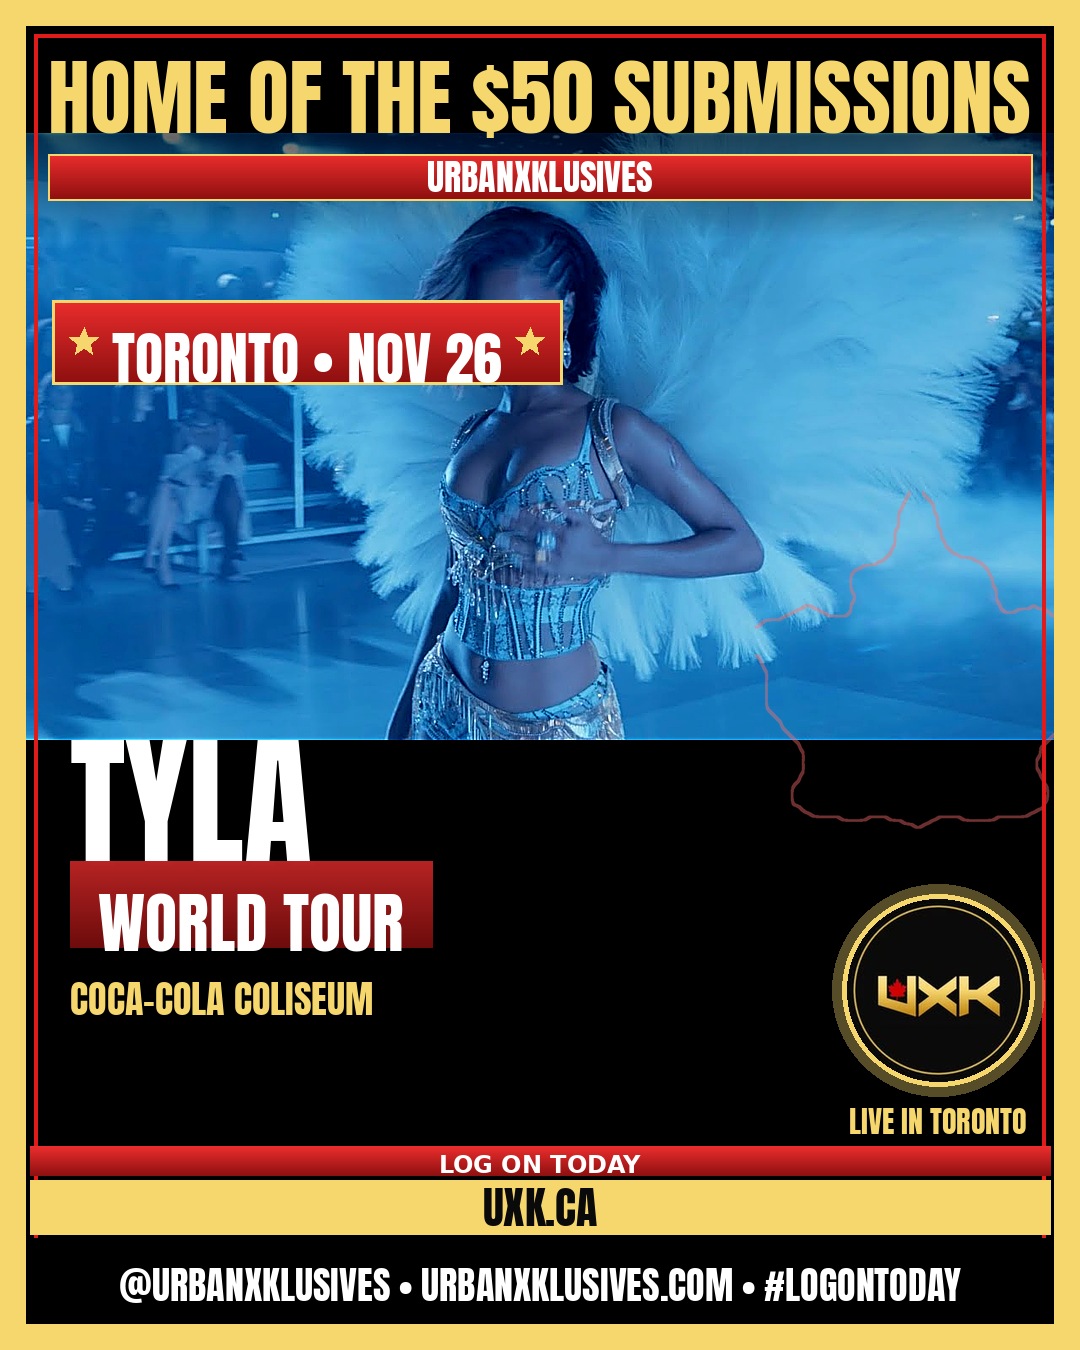 HOME OF THE $50 SUBMISSIONS
URBANXKLUSIVES
TORONTO • NOV 26
TYLA
WORLD TOUR
COCA-COLA COLISEUM
UXK
LIVE IN TORONTO
LOG ON TODAY
UXK.CA
@URBANXKLUSIVES • URBANXKLUSIVES.COM • #LOGONTODAY